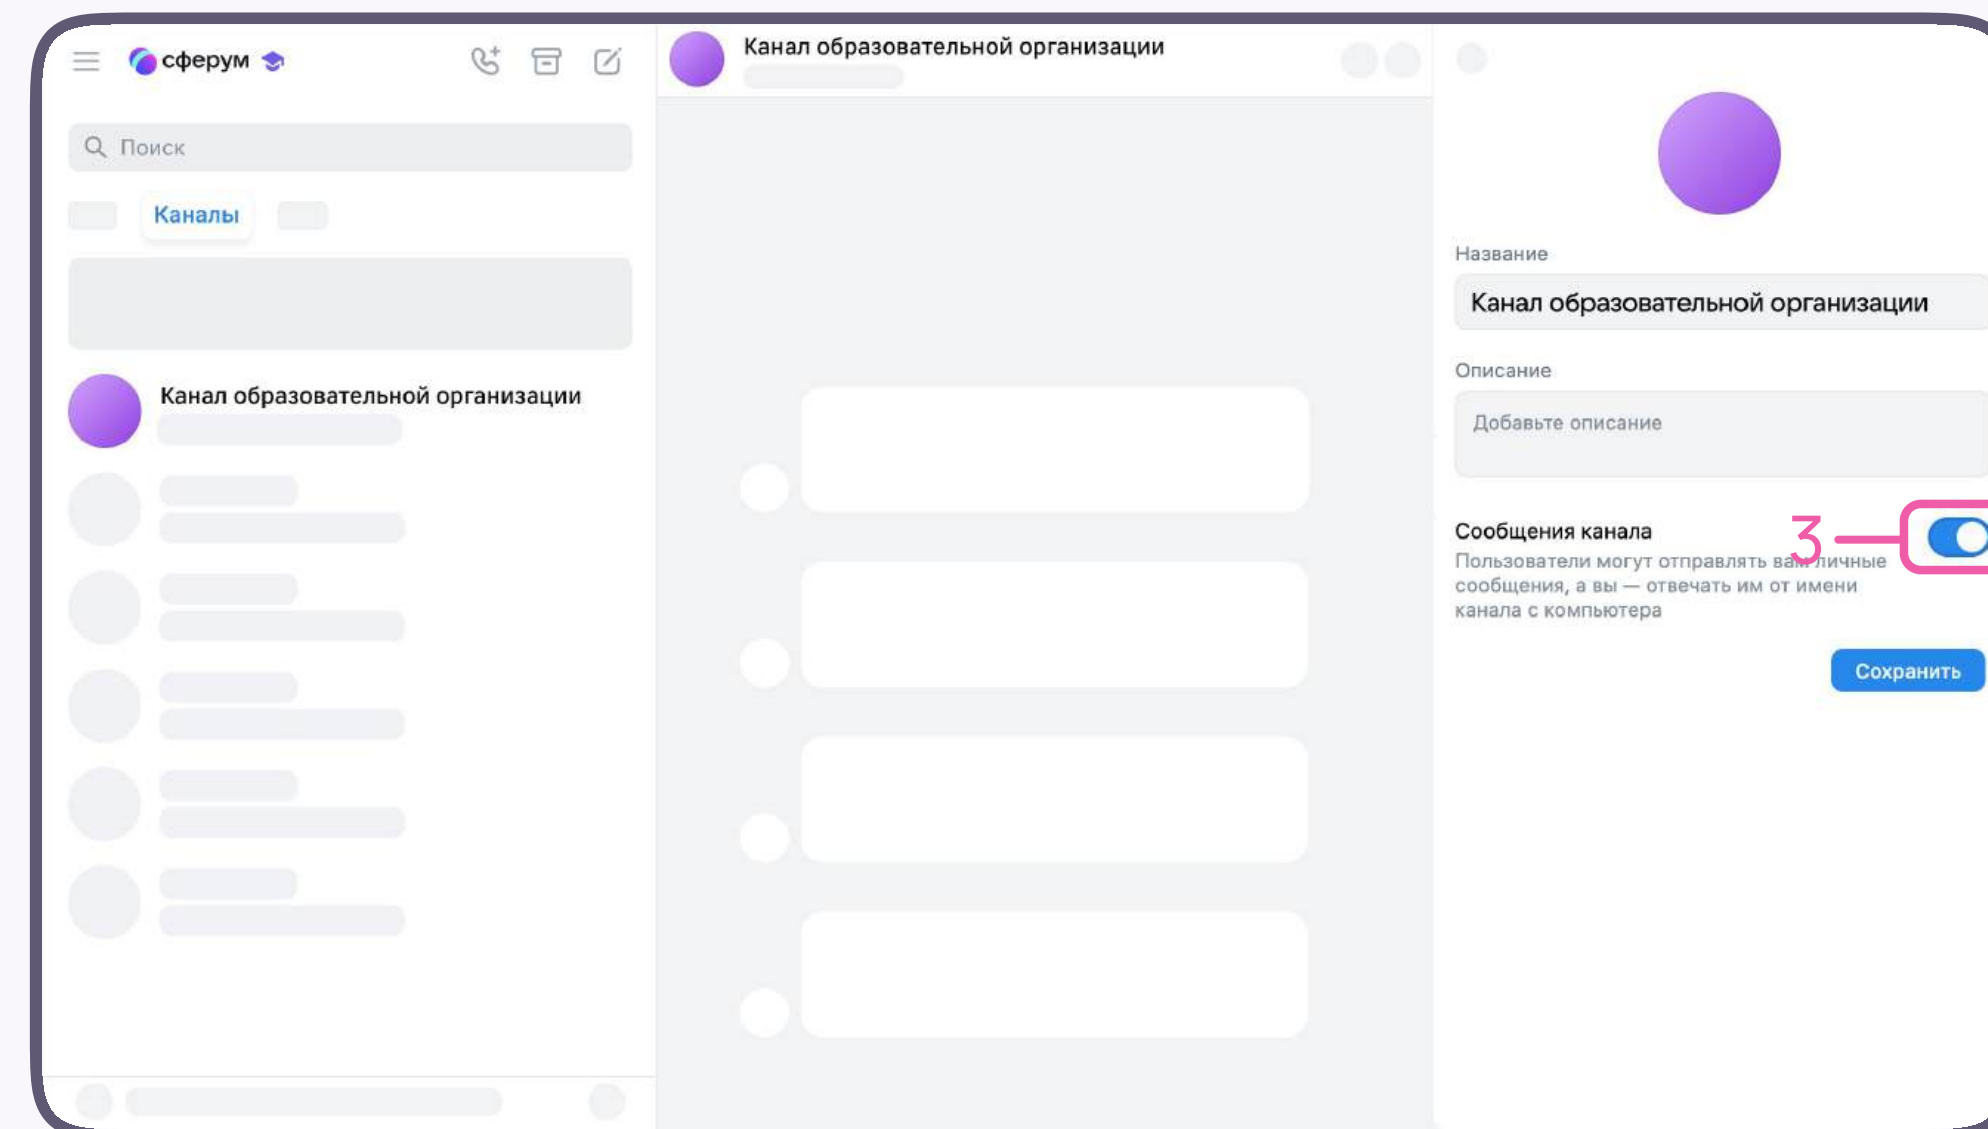 сферум
Поиск
Каналы
Канал образовательной организации
Канал образовательной организации
Название
Канал образовательной организации
Описание
Добавьте описание
Сообщения канала
3
Пользователи могут отправлять вам личные
сообщения, а вы — отвечать им от имени
канала с компьютера
Сохранить